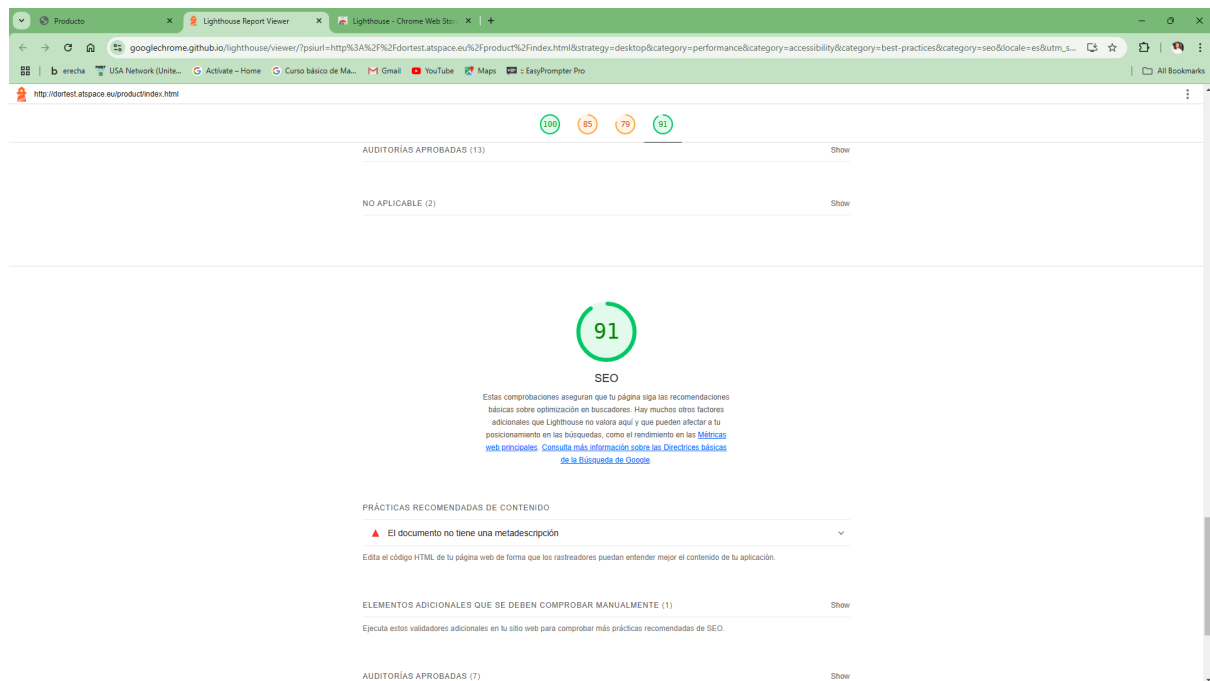 Producto
Lighthouse Report Viewer
Lighthouse - Chrome Web Stor
googlechrome.github.io/lighthouse/viewer/?psiurl=http%3A%2F%2Fdortest.atspace.eu%2Fproduct%2Findex.html&strategy=desktop&category=performance&category=accessibility&category=best-practices&category=seo&locale=es&utm_s...
b erecha
USA Network (Unite...
Actívate – Home
Curso básico de Ma...
Gmail
YouTube
Maps
:: EasyPrompter Pro
All Bookmarks
http://dortest.atspace.eu/product/index.html
100 85 79 91
AUDITORÍAS APROBADAS (13) Show
NO APLICABLE (2) Show
91
SEO
Estas comprobaciones aseguran que tu página siga las recomendaciones
básicas sobre optimización en buscadores. Hay muchos otros factores
adicionales que Lighthouse no valora aquí y que pueden afectar a tu
posicionamiento en las búsquedas, como el rendimiento en las Métricas
web principales. Consulta más información sobre las Directrices básicas
de la Búsqueda de Google.
PRÁCTICAS RECOMENDADAS DE CONTENIDO
El documento no tiene una metadescripción
Edita el código HTML de tu página web de forma que los rastreadores puedan entender mejor el contenido de tu aplicación.
ELEMENTOS ADICIONALES QUE SE DEBEN COMPROBAR MANUALMENTE (1) Show
Ejecuta estos validadores adicionales en tu sitio web para comprobar más prácticas recomendadas de SEO.
AUDITORÍAS APROBADAS (7) Show